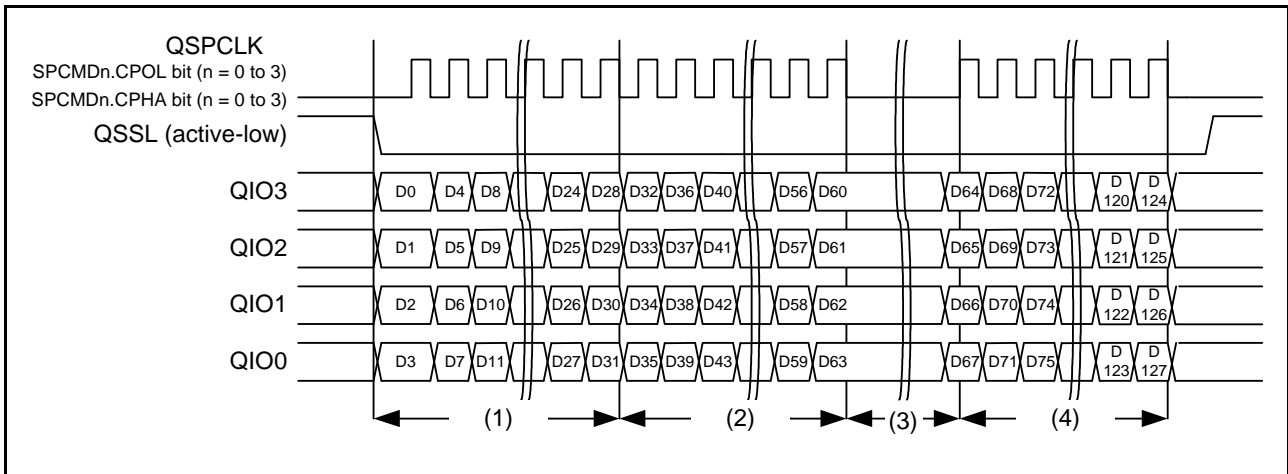 QSPCLK
SPCMDn.CPOL bit (n = 0 to 3)
SPCMDn.CPHA bit (n = 0 to 3)
QSSL (active-low)
QIO3 D0 D4 D8 D24 D28 D32 D36 D40 D56 D60 D64 D68 D72 D 120 D 124
QIO2 D1 D5 D9 D25 D29 D33 D37 D41 D57 D61 D65 D69 D73 D 121 D 125
QIO1 D2 D6 D10 D26 D30 D34 D38 D42 D58 D62 D66 D70 D74 D 122 D 126
QIO0 D3 D7 D11 D27 D31 D35 D39 D43 D59 D63 D67 D71 D75 D 123 D 127
(1) (2) (3) (4)